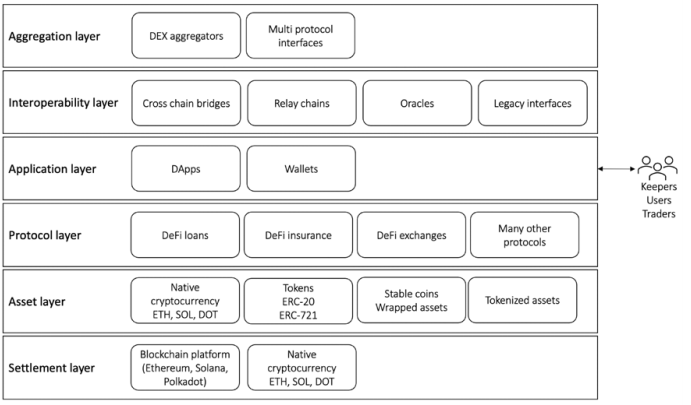 Aggregation layer
DEX aggregators
Multi protocol
interfaces
Interoperability layer
Cross chain bridges
Relay chains
Oracles
Legacy interfaces
Application layer
DApps
Wallets
Keepers
Users
Traders
Protocol layer
DeFi loans
DeFi insurance
DeFi exchanges
Many other
protocols
Asset layer
Native
cryptocurrency
ETH, SOL, DOT
Tokens
ERC-20
ERC-721
Stable coins
Wrapped assets
Tokenized assets
Settlement layer
Blockchain platform
(Ethereum, Solana,
Polkadot)
Native
cryptocurrency
ETH, SOL, DOT